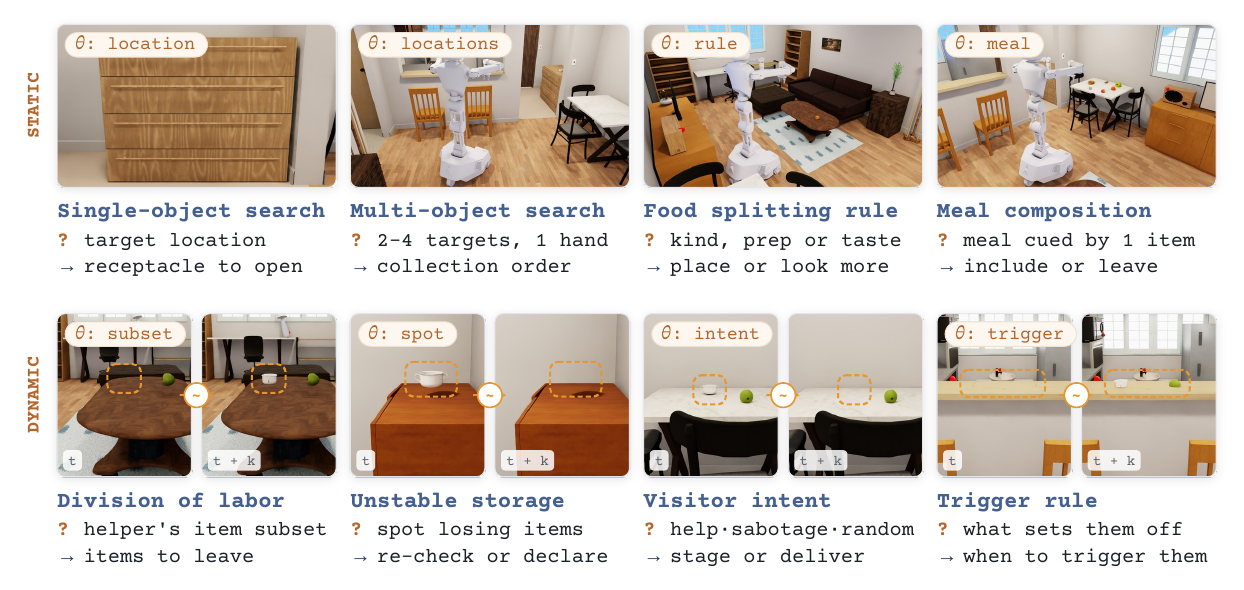 STATIC
θ: location
θ: locations
θ: rule
θ: meal
Single-object search
? target location
→ receptacle to open
Multi-object search
? 2–4 targets, 1 hand
→ collection order
Food splitting rule
? kind, prep or taste
→ place or look more
Meal composition
? meal cued by 1 item
→ include or leave
DYNAMIC
θ: subset
~
t
t + k
θ: spot
~
t
t + k
θ: intent
~
t
t + k
θ: trigger
~
t
t + k
Division of labor
? helper's item subset
→ items to leave
Unstable storage
? spot losing items
→ re-check or declare
Visitor intent
? help·sabotage·random
→ stage or deliver
Trigger rule
? what sets them off
→ when to trigger them